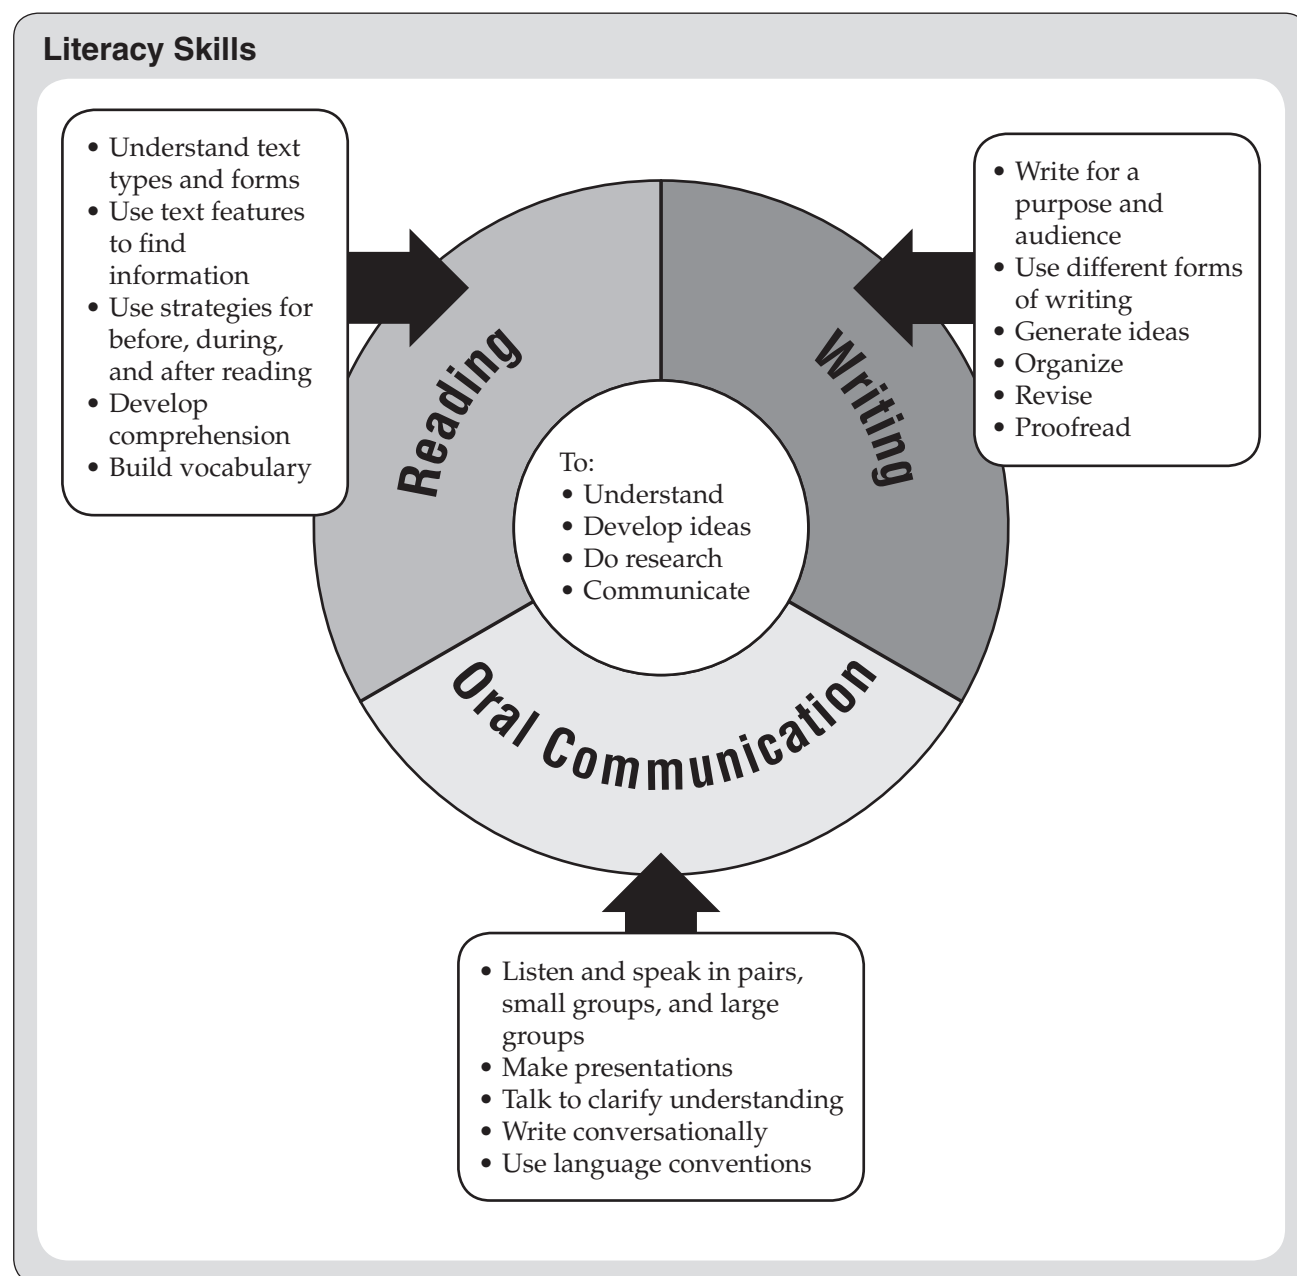 Literacy Skills
• Understand text
types and forms
• Use text features
to find
information
• Use strategies for
before, during,
and after reading
• Develop
comprehension
• Build vocabulary
• Write for a
purpose and
audience
• Use different forms
of writing
• Generate ideas
• Organize
• Revise
• Proofread
Reading
Writing
To:
• Understand
• Develop ideas
• Do research
• Communicate
Oral Communication
• Listen and speak in pairs,
small groups, and large
groups
• Make presentations
• Talk to clarify understanding
• Write conversationally
• Use language conventions